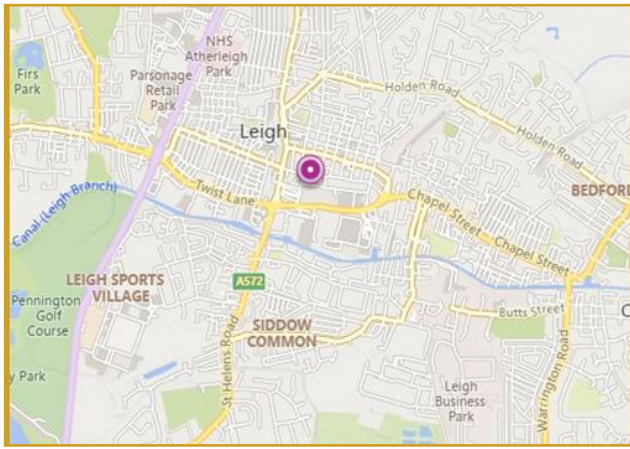 NHS
Atherleigh
Park
Firs
Park
Parsonage
Retail
Park
Holden Road
Leigh
Holden Road
BEDFORD
Twist Lane
Chapel Street
Chapel Street
Canal (Leigh Branch)
LEIGH SPORTS
VILLAGE
A572
Pennington
Golf
Course
Butts Street
SIDDOW
COMMON
St Helens Road
y Park
Leigh
Business
Park
Warrington Road